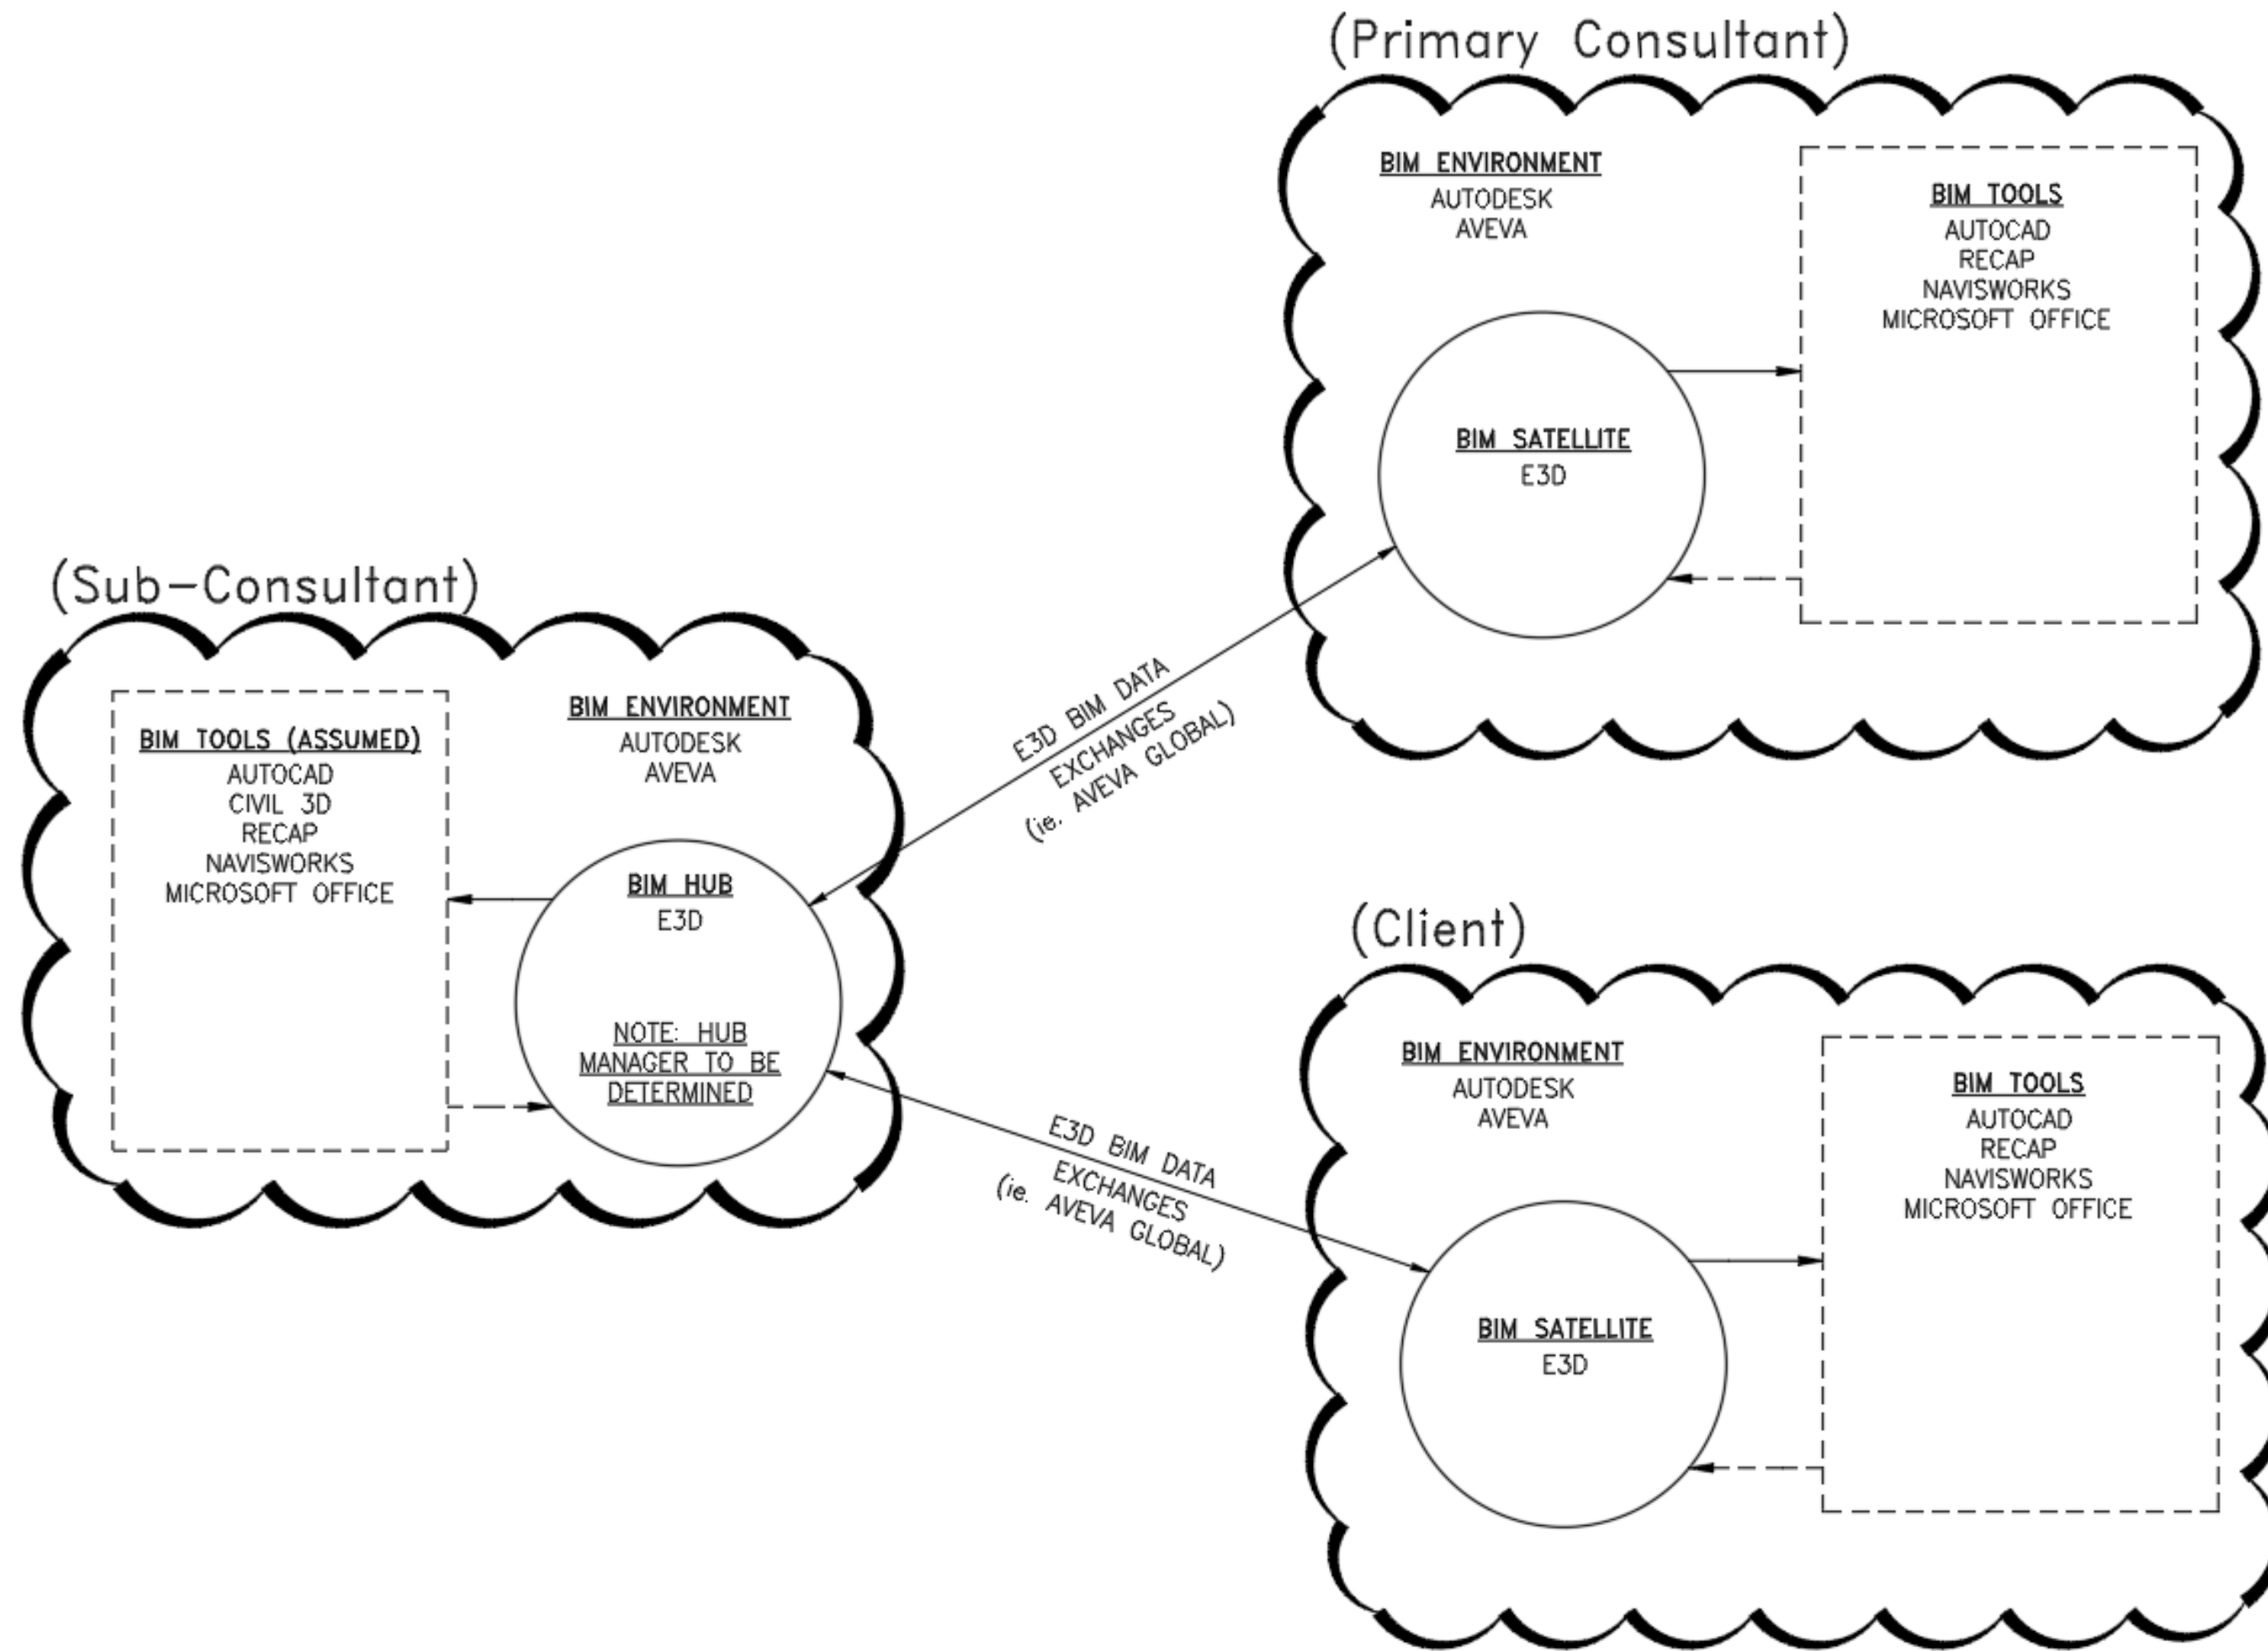 (Primary Consultant)
BIM ENVIRONMENT
AUTODESK
AVEVA
BIM TOOLS
AUTOCAD
RECAP
NAVISWORKS
MICROSOFT OFFICE
BIM SATELLITE
E3D
(Sub-Consultant)
BIM TOOLS (ASSUMED)
AUTOCAD
CIVIL 3D
RECAP
NAVISWORKS
MICROSOFT OFFICE
BIM ENVIRONMENT
AUTODESK
AVEVA
BIM HUB
E3D
NOTE: HUB
MANAGER TO BE
DETERMINED
E3D BIM DATA
EXCHANGES
(ie. AVEVA GLOBAL)
E3D BIM DATA
EXCHANGES
(ie. AVEVA GLOBAL)
(Client)
BIM ENVIRONMENT
AUTODESK
AVEVA
BIM TOOLS
AUTOCAD
RECAP
NAVISWORKS
MICROSOFT OFFICE
BIM SATELLITE
E3D